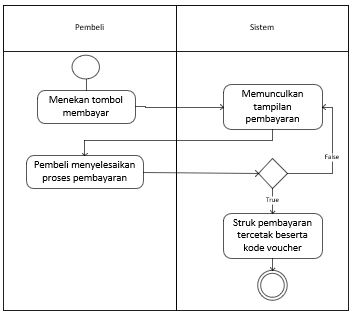 Pembeli
Sistem
Menekan tombol
membayar
Memunculkan
tampilan
pembayaran
Pembeli menyelesaikan
proses pembayaran
False
True
Struk pembayaran
tercetak beserta
kode voucher